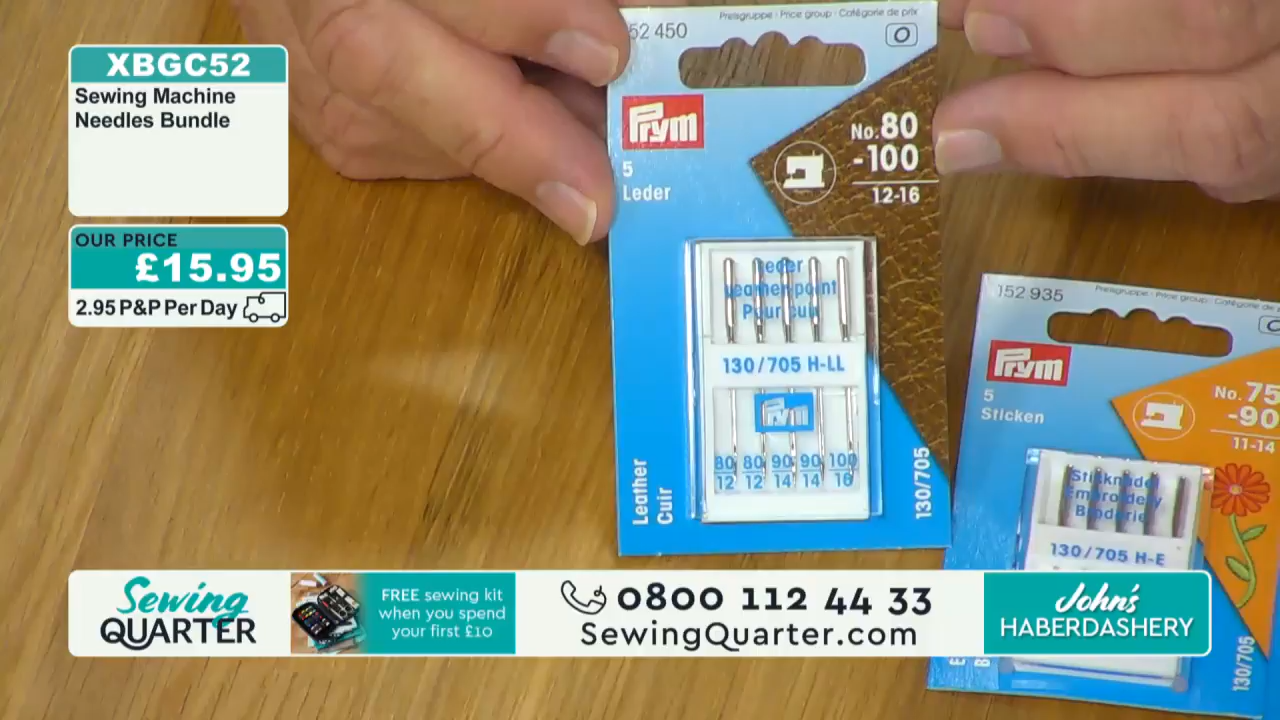 XBGC52
Sewing Machine
Needles Bundle
OUR PRICE
£15.95
2.95 P&P Per Day
52 450
Preisgruppe · Price group · Catégorie de prix
O
Prym
5
Leder
No.80
-100
12-16
Leder
Leather point
Pour cuir
130/705 H-LL
Prym
80 80 90 90 100
12 12 14 14 16
Leather
Cuir
130/705
152 935
Preisgruppe · Price group · Catégorie de
Prym
5
Sticken
No.75
-90
11-14
Sticknadel
Embroidery
Broderie
130/705 H-E
E
B
130/705
Sewing
QUARTER
FREE sewing kit
when you spend
your first £10
0800 112 44 33
SewingQuarter.com
John's
HABERDASHERY